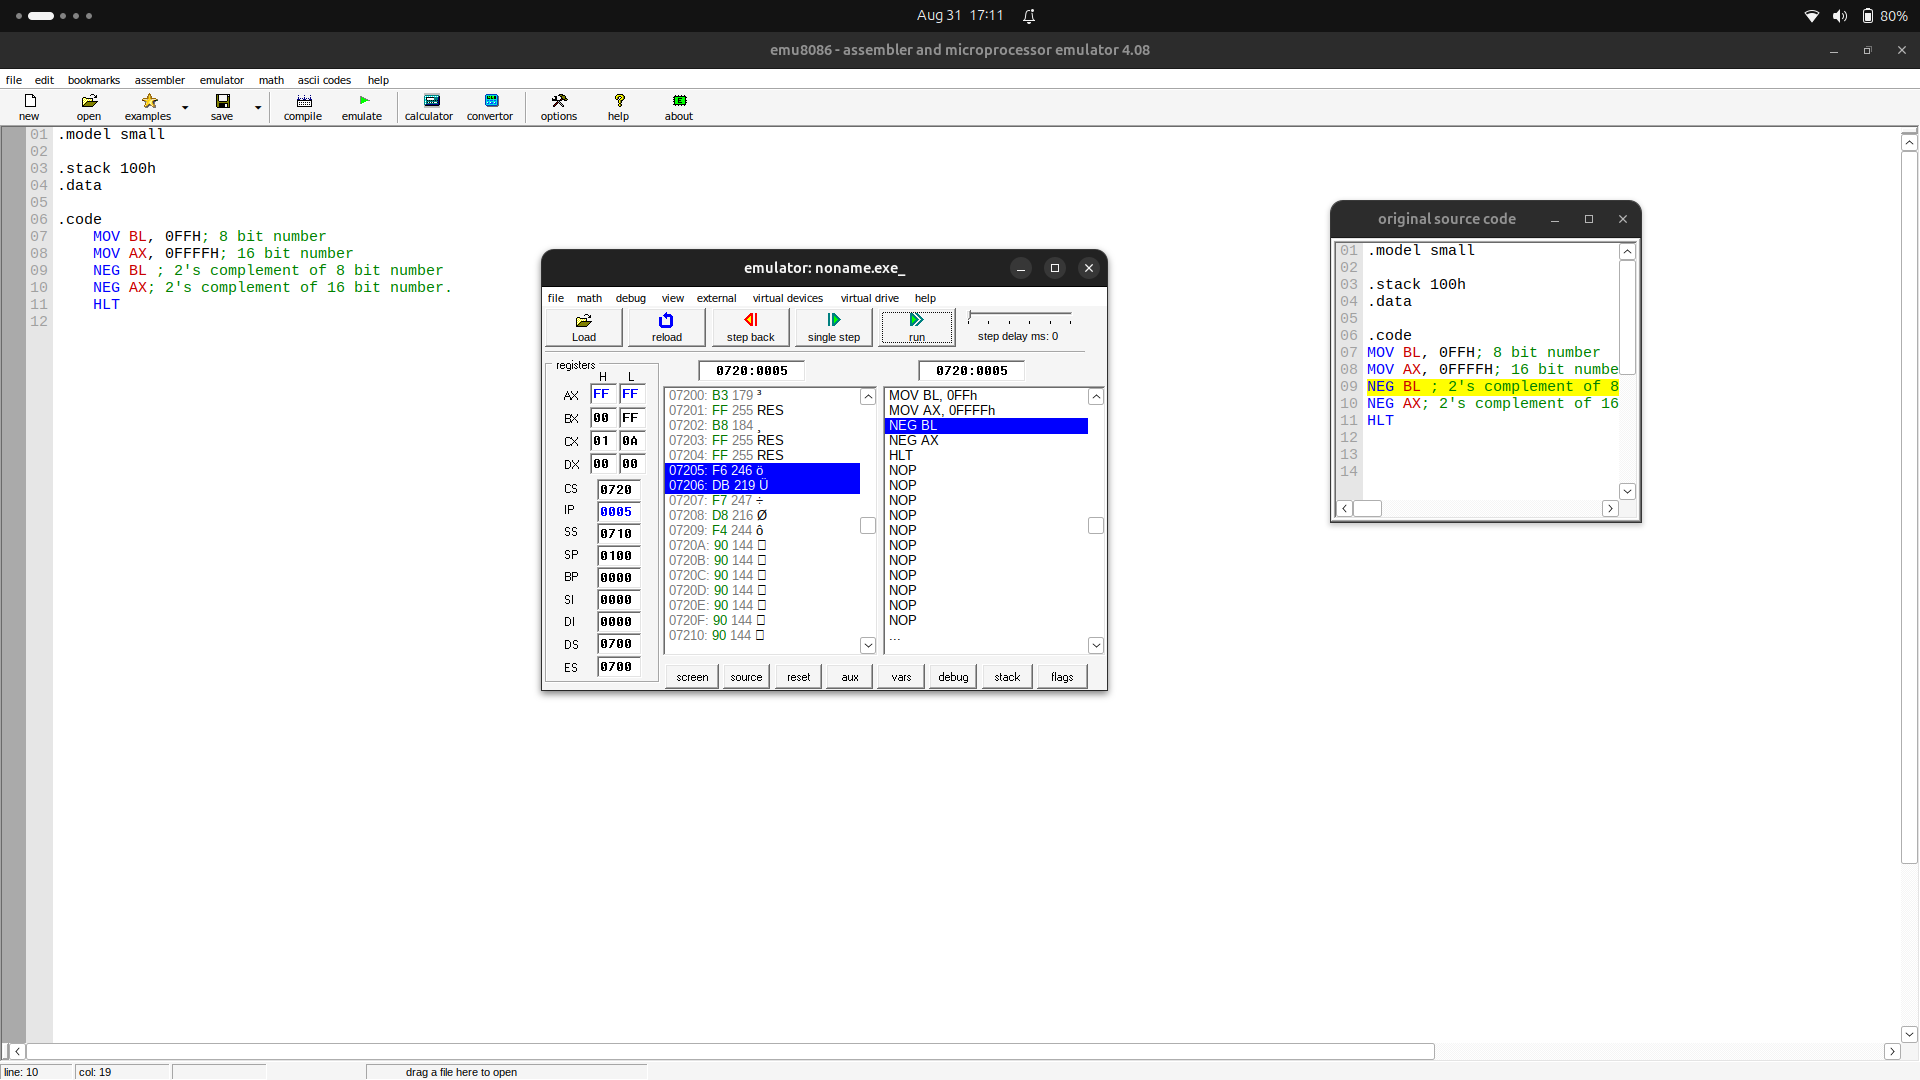 Aug 31 17:11
80%
emu8086 - assembler and microprocessor emulator 4.08
file edit bookmarks assembler emulator math ascii codes help
new open examples save compile emulate calculator convertor options help about
01 .model small
02
03 .stack 100h
04 .data
05
06 .code
07 MOV BL, 0FFH; 8 bit number
08 MOV AX, 0FFFFH; 16 bit number
09 NEG BL ; 2's complement of 8 bit number
10 NEG AX; 2's complement of 16 bit number.
11 HLT
12
emulator: noname.exe_
file math debug view external virtual devices virtual drive help
Load reload step back single step run step delay ms: 0
registers
H L
AX FF FF
BX 00 FF
CX 01 0A
DX 00 00
CS 0720
IP 0005
SS 0710
SP 0100
BP 0000
SI 0000
DI 0000
DS 0700
ES 0700
0720:0005
07200: B3 179 ³
07201: FF 255 RES
07202: B8 184 ¸
07203: FF 255 RES
07204: FF 255 RES
07205: F6 246 ö
07206: DB 219 Û
07207: F7 247 ÷
07208: D8 216 Ø
07209: F4 244 ô
0720A: 90 144
0720B: 90 144
0720C: 90 144
0720D: 90 144
0720E: 90 144
0720F: 90 144
07210: 90 144
0720:0005
MOV BL, 0FFh
MOV AX, 0FFFFh
NEG BL
NEG AX
HLT
NOP
NOP
NOP
NOP
NOP
NOP
NOP
NOP
NOP
NOP
NOP
...
screen source reset aux vars debug stack flags
original source code
01 .model small
02
03 .stack 100h
04 .data
05
06 .code
07 MOV BL, 0FFH; 8 bit number
08 MOV AX, 0FFFFH; 16 bit numbe
09 NEG BL ; 2's complement of 8
10 NEG AX; 2's complement of 16
11 HLT
12
13
14
line: 10 col: 19 drag a file here to open